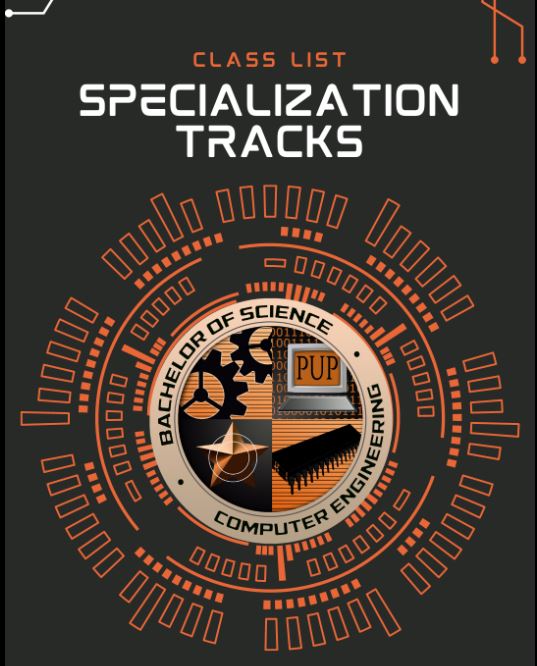 CLASS LIST
SPECIALIZATION
TRACKS
BACHELOR OF SCIENCE
PUP
COMPUTER ENGINEERING